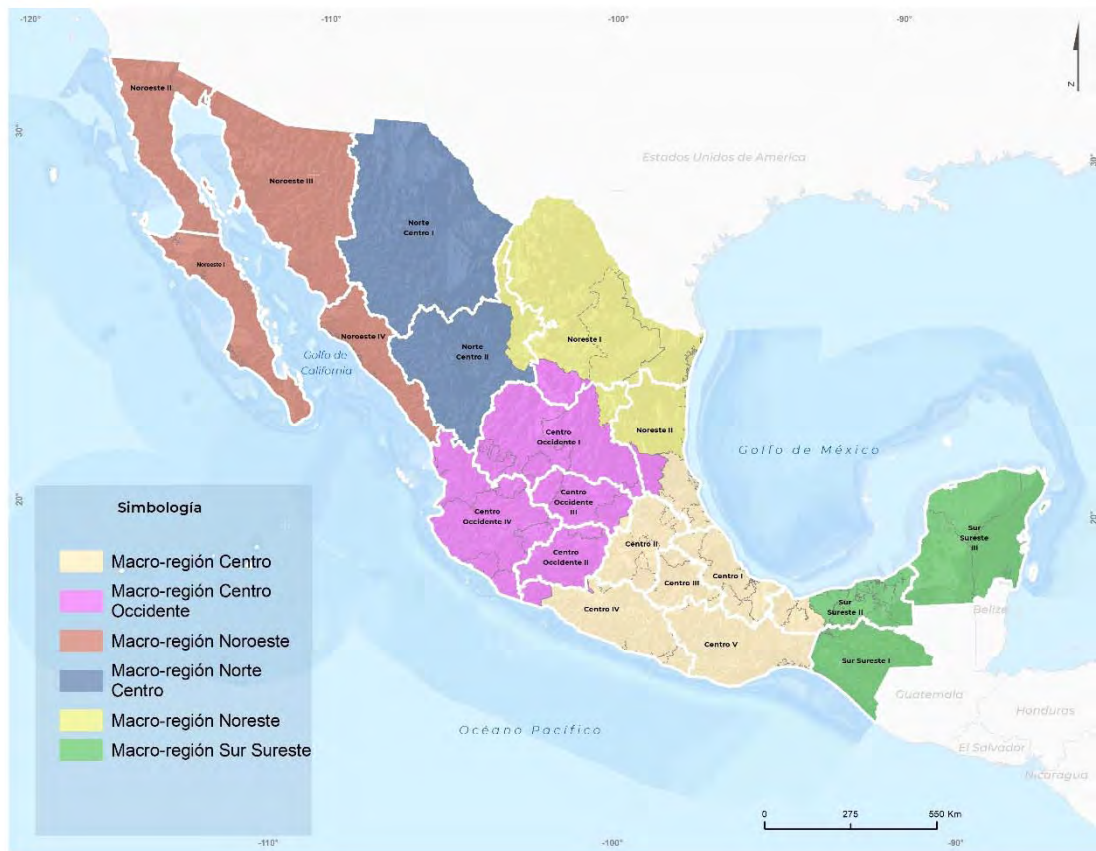 -120°
-110°
-100°
-90°
30°
30°
20°
20°
N
Noroeste II
Noroeste III
Noroeste I
Noroeste IV
Norte
Centro I
Norte
Centro II
Noreste I
Noreste II
Centro
Occidente I
Centro
Occidente
III
Centro
Occidente IV
Centro
Occidente II
Centro II
Centro III
Centro I
Centro IV
Centro V
Sur
Sureste II
Sur Sureste I
Sur
Sureste
III
Estados Unidos de America
Golfo de
California
Golfo de México
Océano Pacífico
Belize
Guatemala
Honduras
El Salvador
Nicaragua
Simbología
Macro-región Centro
Macro-región Centro
Occidente
Macro-región Noroeste
Macro-región Norte
Centro
Macro-región Noreste
Macro-región Sur Sureste
0 275 550 Km
-110°
-100°
-90°